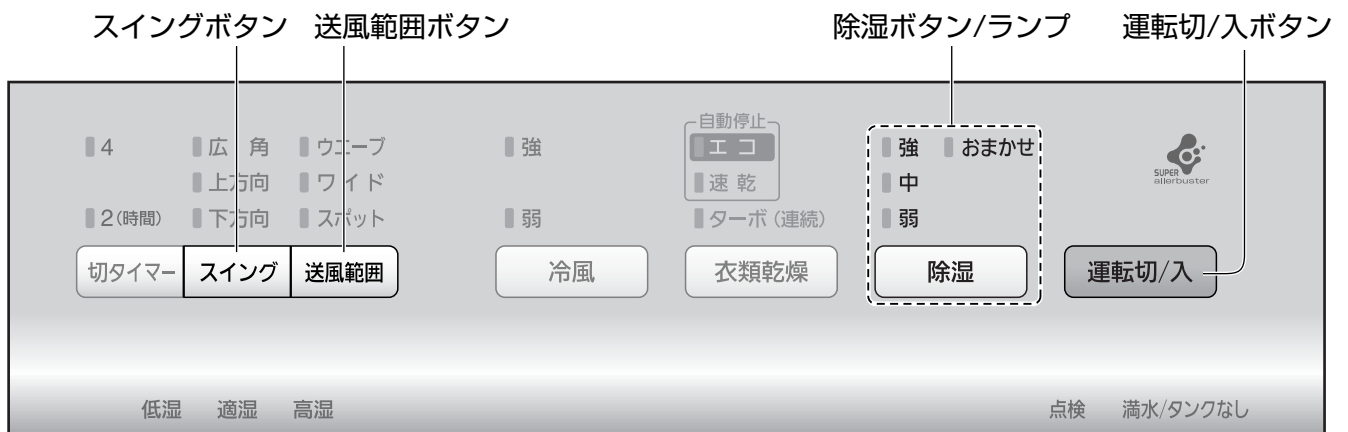 スイングボタン 送風範囲ボタン 除湿ボタン/ランプ 運転切/入ボタン
自動停止
4 広 角 ウエーブ 強 エ コ 強 おまかせ
上方向 ワ イ ド 速 乾 中
SUPER
allerbuster
2(時間) 下方向 スポット 弱 ターボ(連続) 弱
切タイマー スイング 送風範囲 冷風 衣類乾燥 除湿 運転切/入
低湿 適湿 高湿 点検 満水/タンクなし